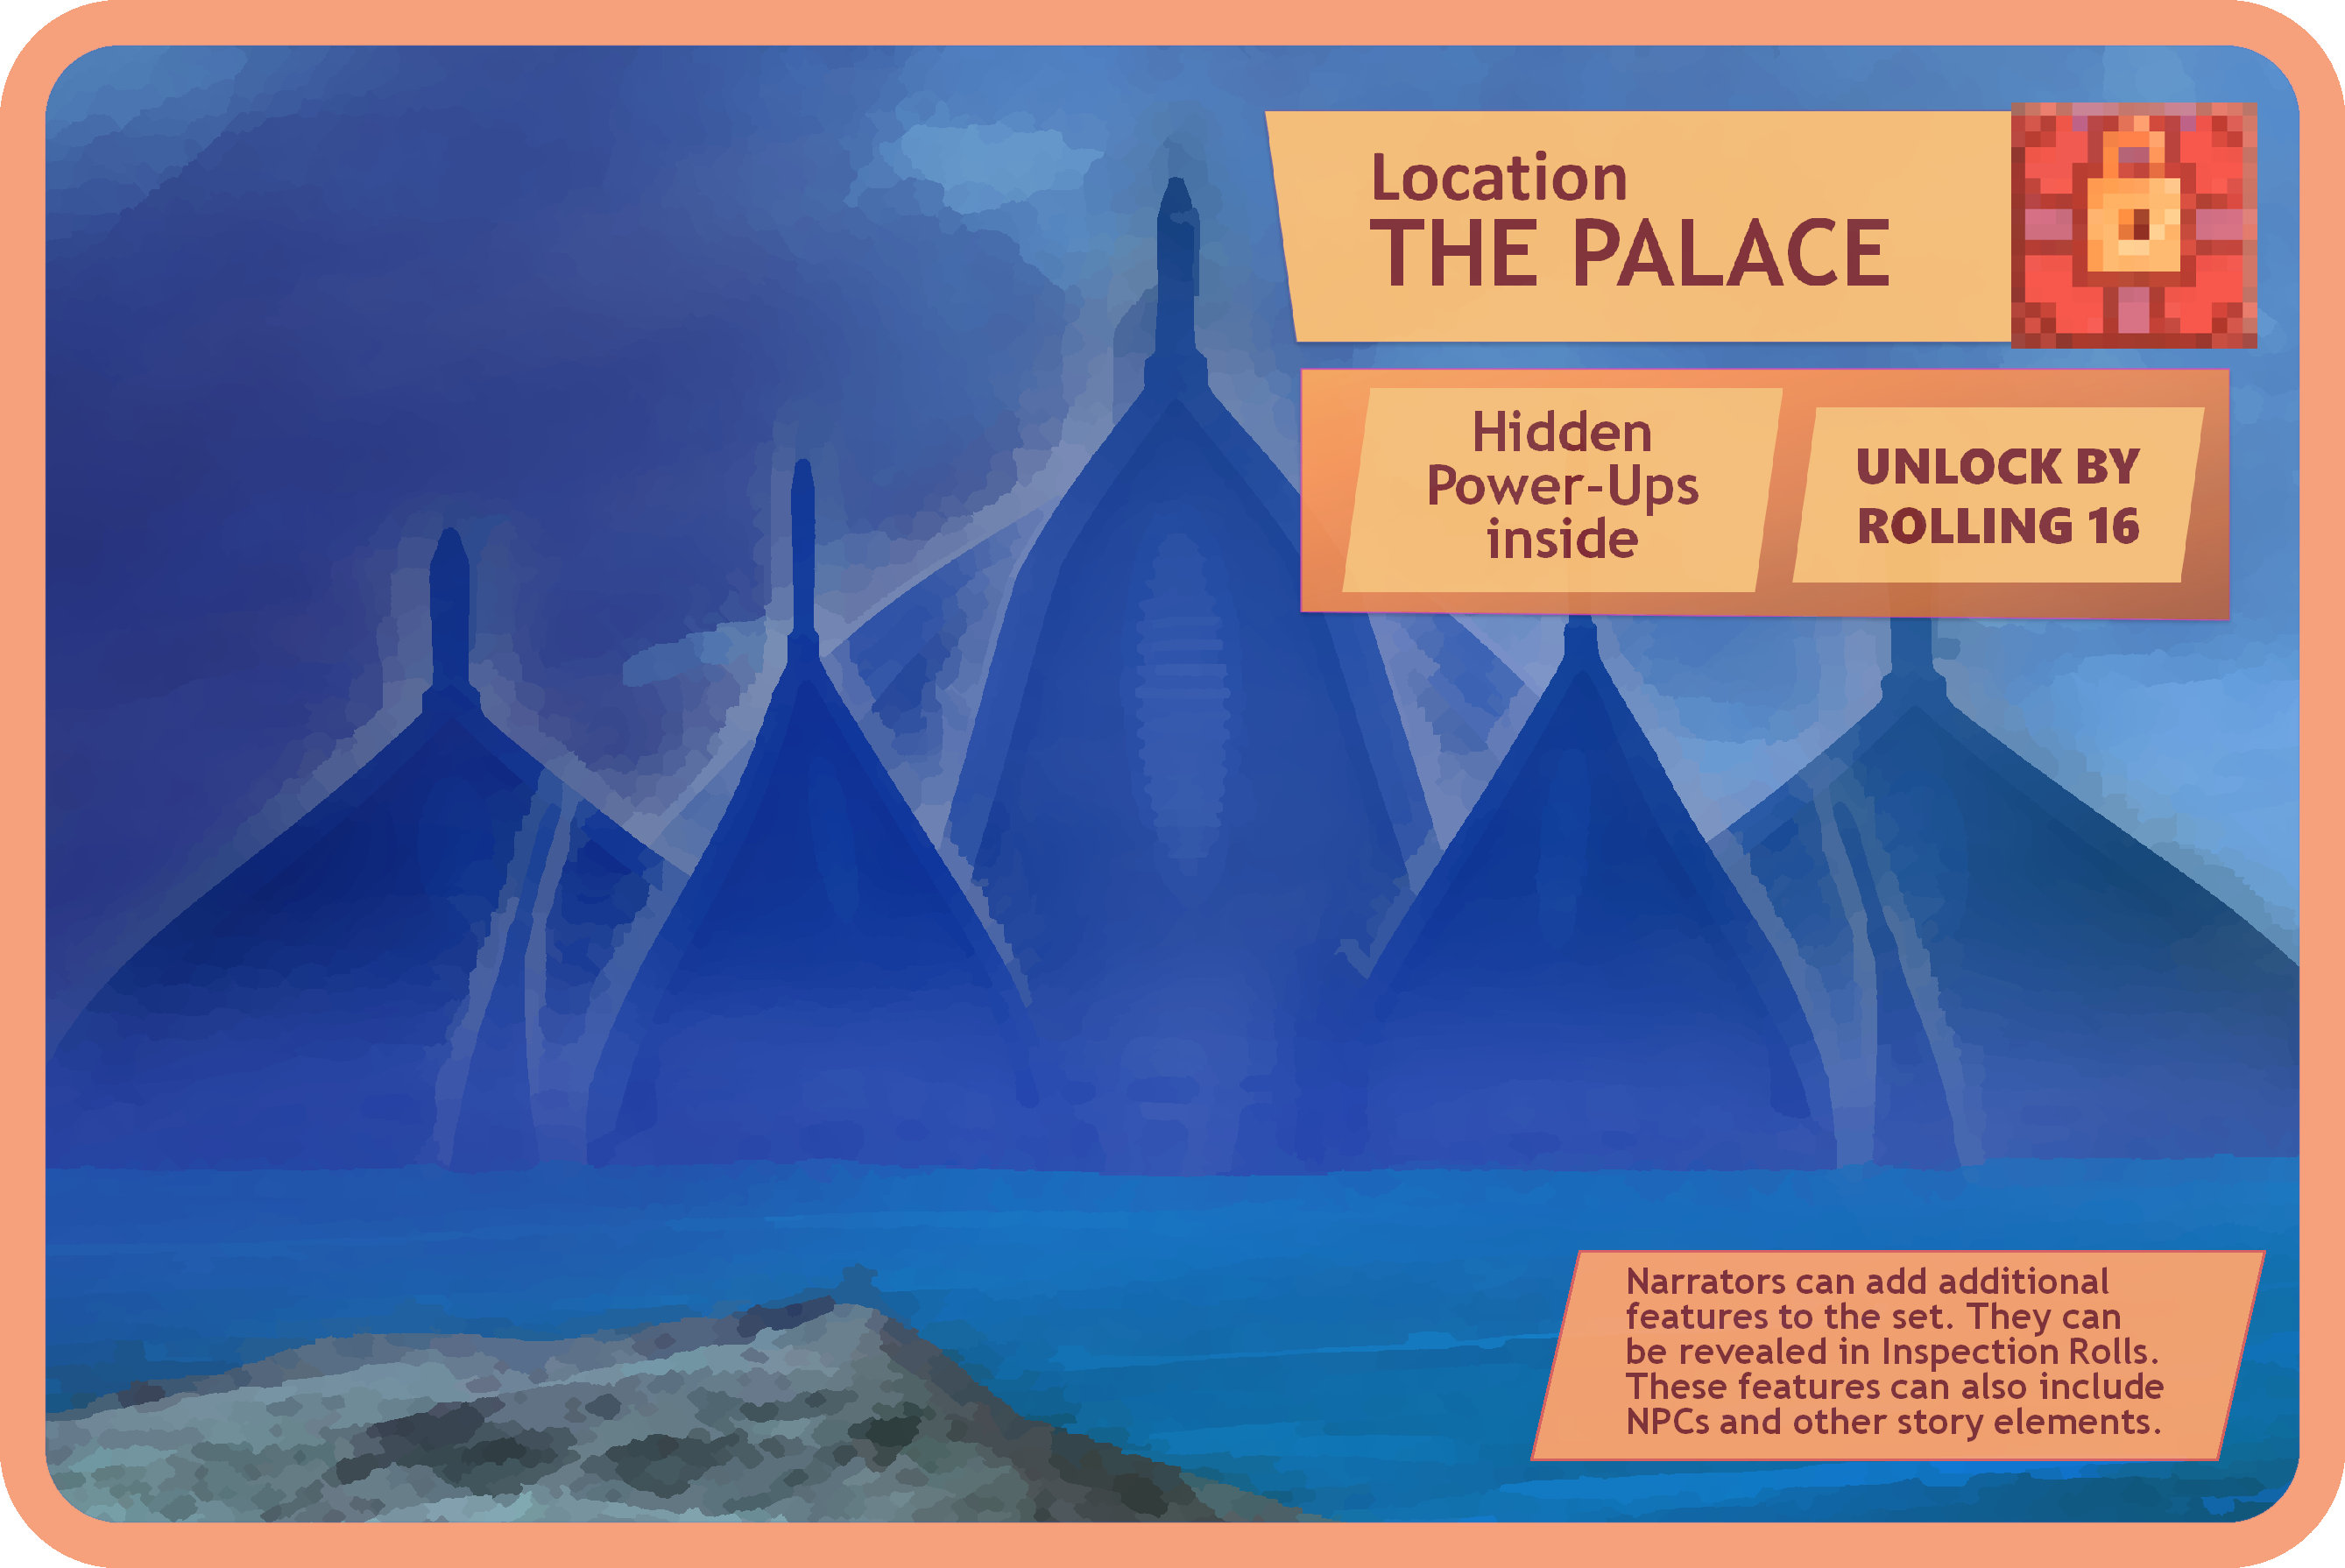 Location
THE PALACE
Hidden
Power-Ups
inside
UNLOCK BY
ROLLING 16
Narrators can add additional
features to the set. They can
be revealed in Inspection Rolls.
These features can also include
NPCs and other story elements.